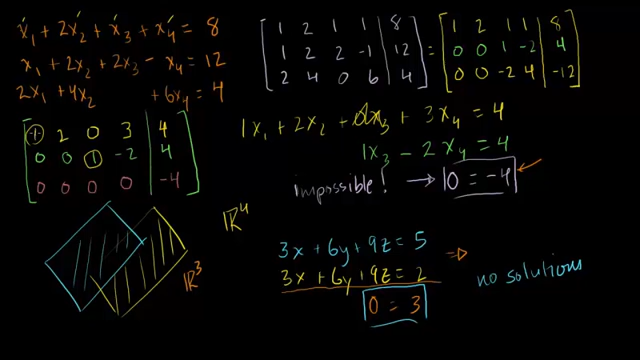 x₁ + 2x₂ + x₃ + x₄ = 8
x₁ + 2x₂ + 2x₃ - x₄ = 12
2x₁ + 4x₂ + 6x₄ = 4
1 2 1 1 | 8
1 2 2 -1 | 12
2 4 0 6 | 4
=
1 2 1 1 | 8
0 0 1 -2 | 4
0 0 -2 4 | -12
1 2 0 3 | 4
0 0 1 -2 | 4
0 0 0 0 | -4
1x₁ + 2x₂ + 0x₃ + 3x₄ = 4
1x₃ - 2x₄ = 4
impossible! → 0 = -4
ℝ⁴
ℝ³
3x + 6y + 9z = 5
3x + 6y + 9z = 2
0 = 3
⇒ no solutions